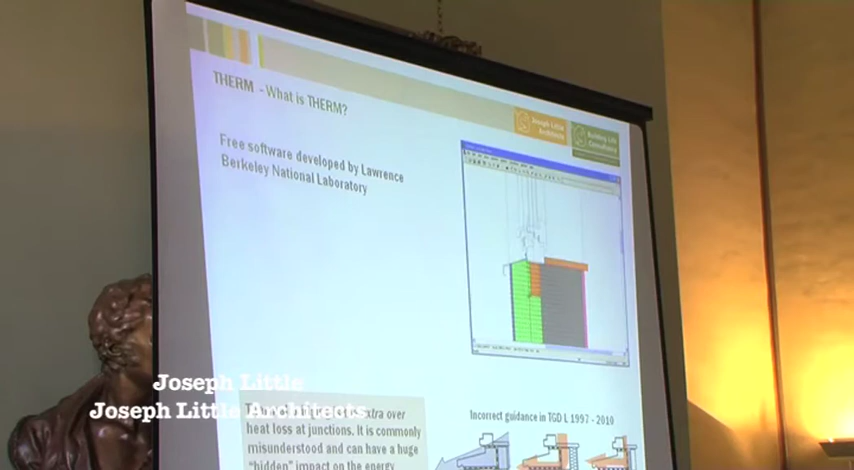 THERM - What is THERM?
Joseph Little
Architects
Building Life
Consultancy
Free software developed by Lawrence
Berkeley National Laboratory
Joseph Little
Joseph Little Architects
extra over
heat loss at junctions. It is commonly
misunderstood and can have a huge
"hidden" impact on the energy
Incorrect guidance in TGD L 1997 - 2010